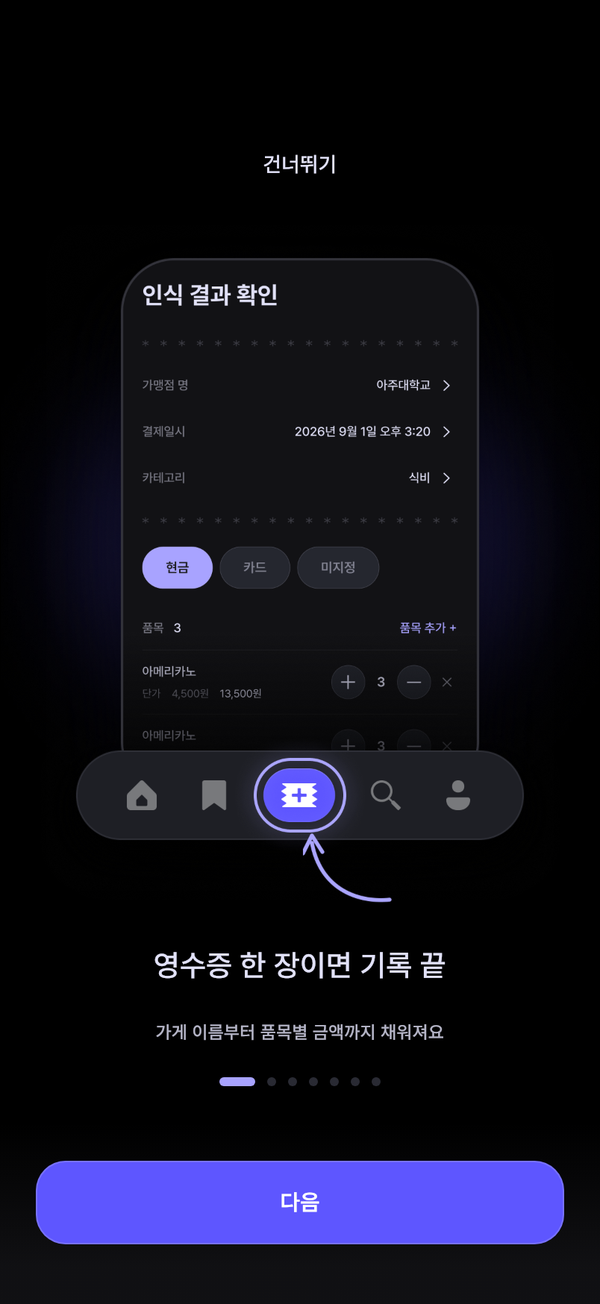 건너뛰기
인식 결과 확인
* * * * * * * * * * * * * * * * * *
가맹점 명 아주대학교 >
결제일시 2026년 9월 1일 오후 3:20 >
카테고리 식비 >
* * * * * * * * * * * * * * * * * *
현금 카드 미지정
품목 3 품목 추가 +
아메리카노
단가 4,500원 13,500원 + 3 — ×
아메리카노
+ 3 — ×
영수증 한 장이면 기록 끝
가게 이름부터 품목별 금액까지 채워져요
다음